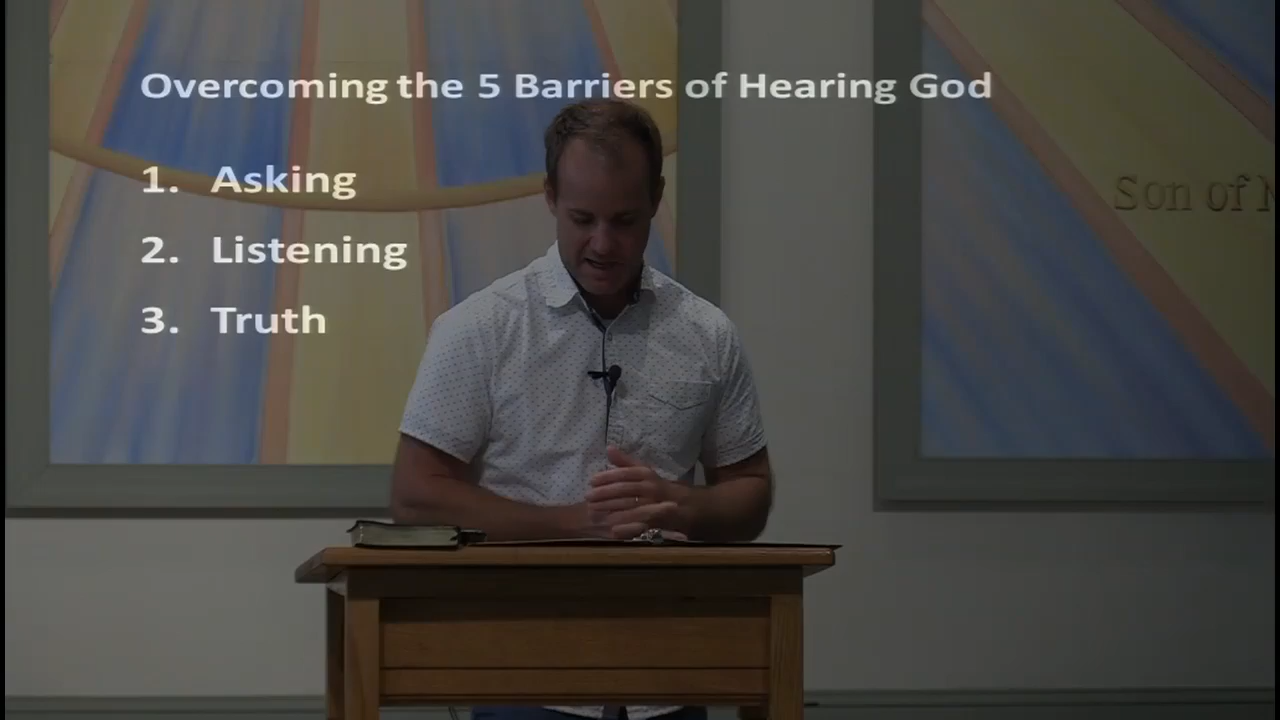 Overcoming the 5 Barriers of Hearing God
1. Asking
2. Listening
3. Truth
Son of